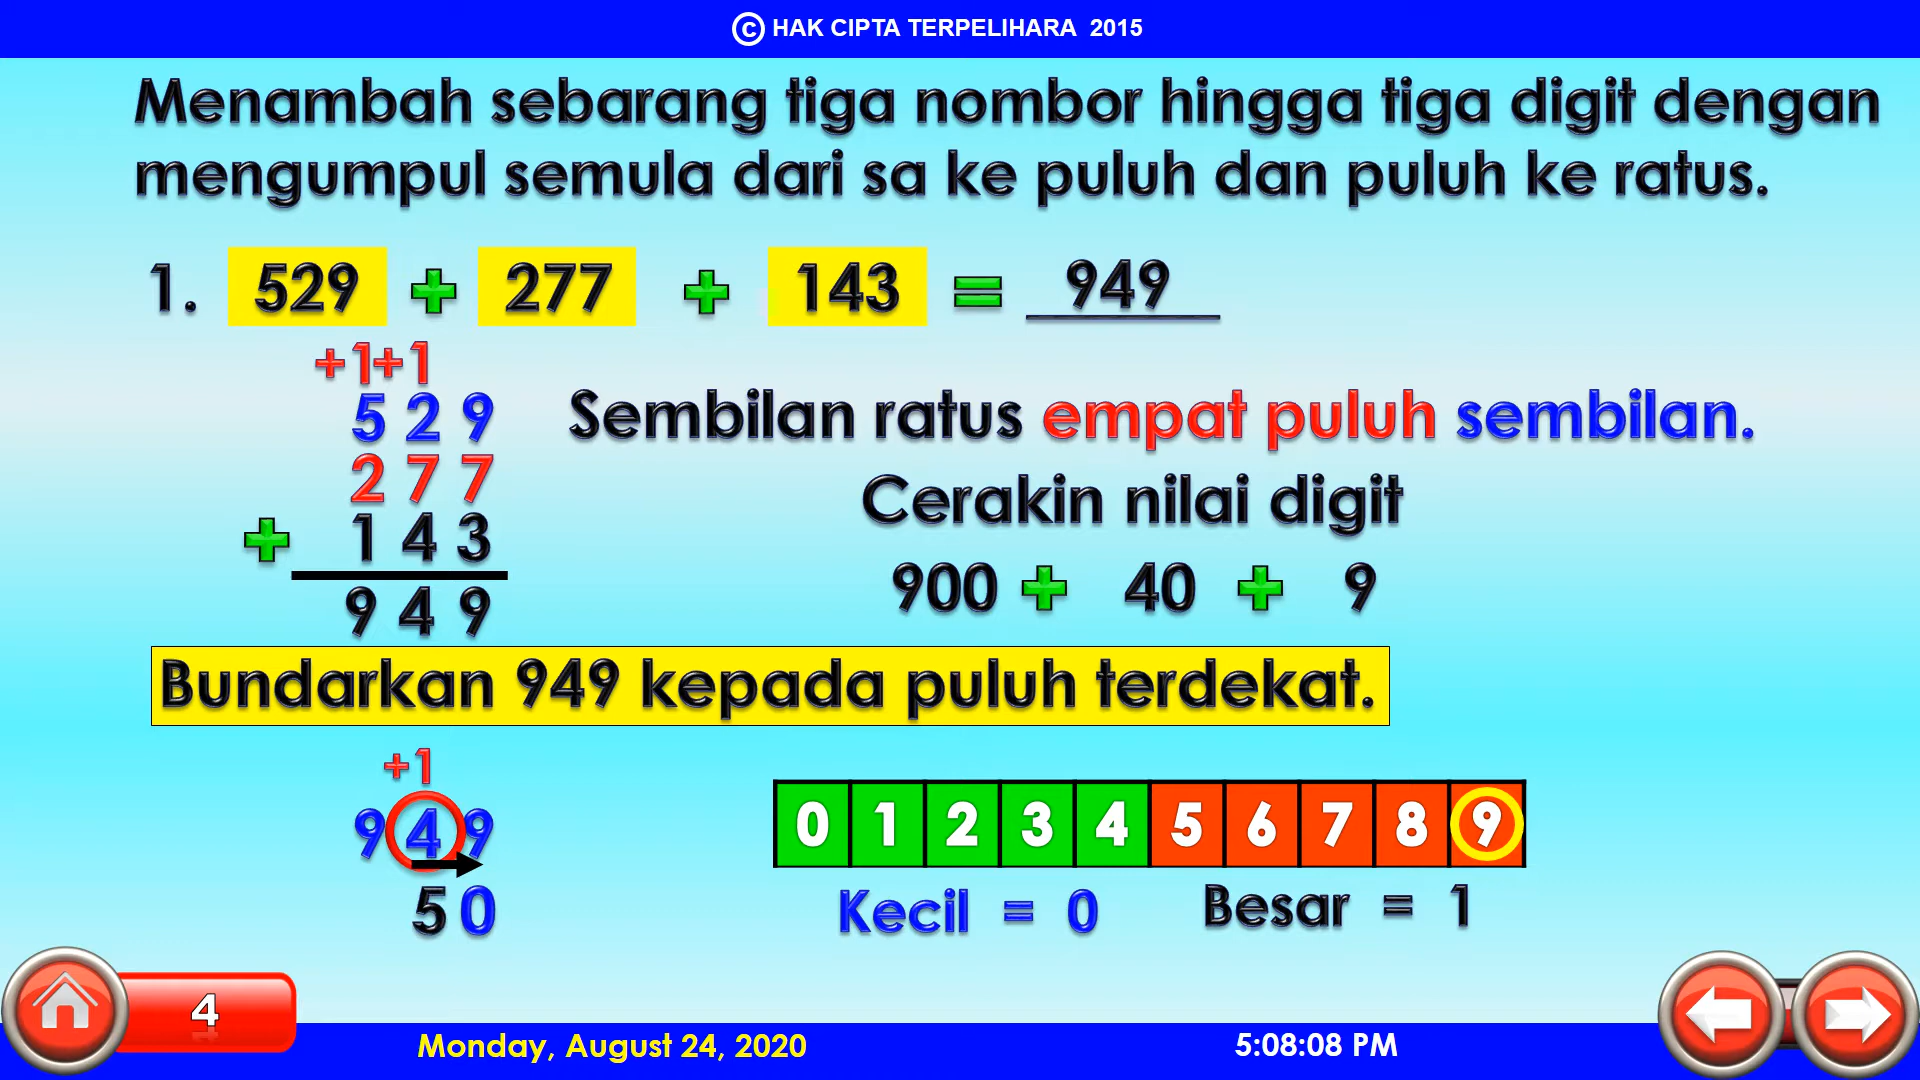 © HAK CIPTA TERPELIHARA 2015
Menambah sebarang tiga nombor hingga tiga digit dengan
mengumpul semula dari sa ke puluh dan puluh ke ratus.
1. 529 + 277 + 143 = 949
+1+1
5 2 9
2 7 7
+ 1 4 3
9 4 9
Sembilan ratus empat puluh sembilan.
Cerakin nilai digit
900 + 40 + 9
Bundarkan 949 kepada puluh terdekat.
+1
9 4 9
5 0
0 1 2 3 4 5 6 7 8 9
Kecil = 0 Besar = 1
4
Monday, August 24, 2020 5:08:08 PM